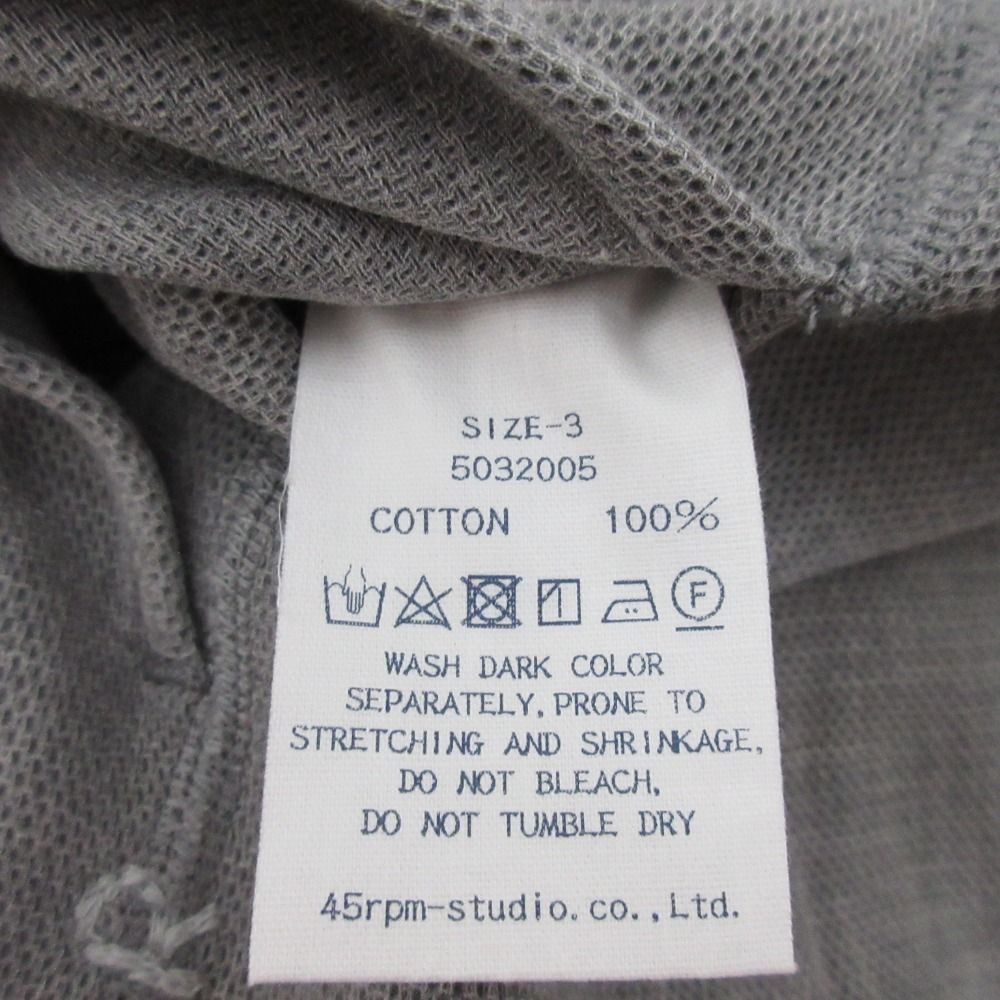 SIZE-3
5032005
COTTON 100%
F
WASH DARK COLOR
SEPARATELY, PRONE TO
STRETCHING AND SHRINKAGE,
DO NOT BLEACH,
DO NOT TUMBLE DRY
45rpm-studio.co.,Ltd.